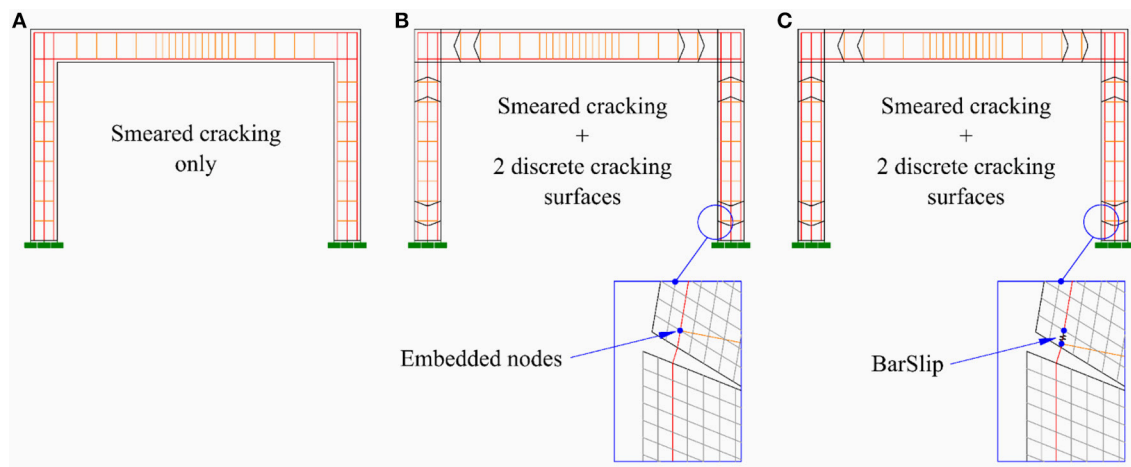 A
B
C
Smeared cracking
only
Smeared cracking
+
2 discrete cracking
surfaces
Smeared cracking
+
2 discrete cracking
surfaces
Embedded nodes
BarSlip